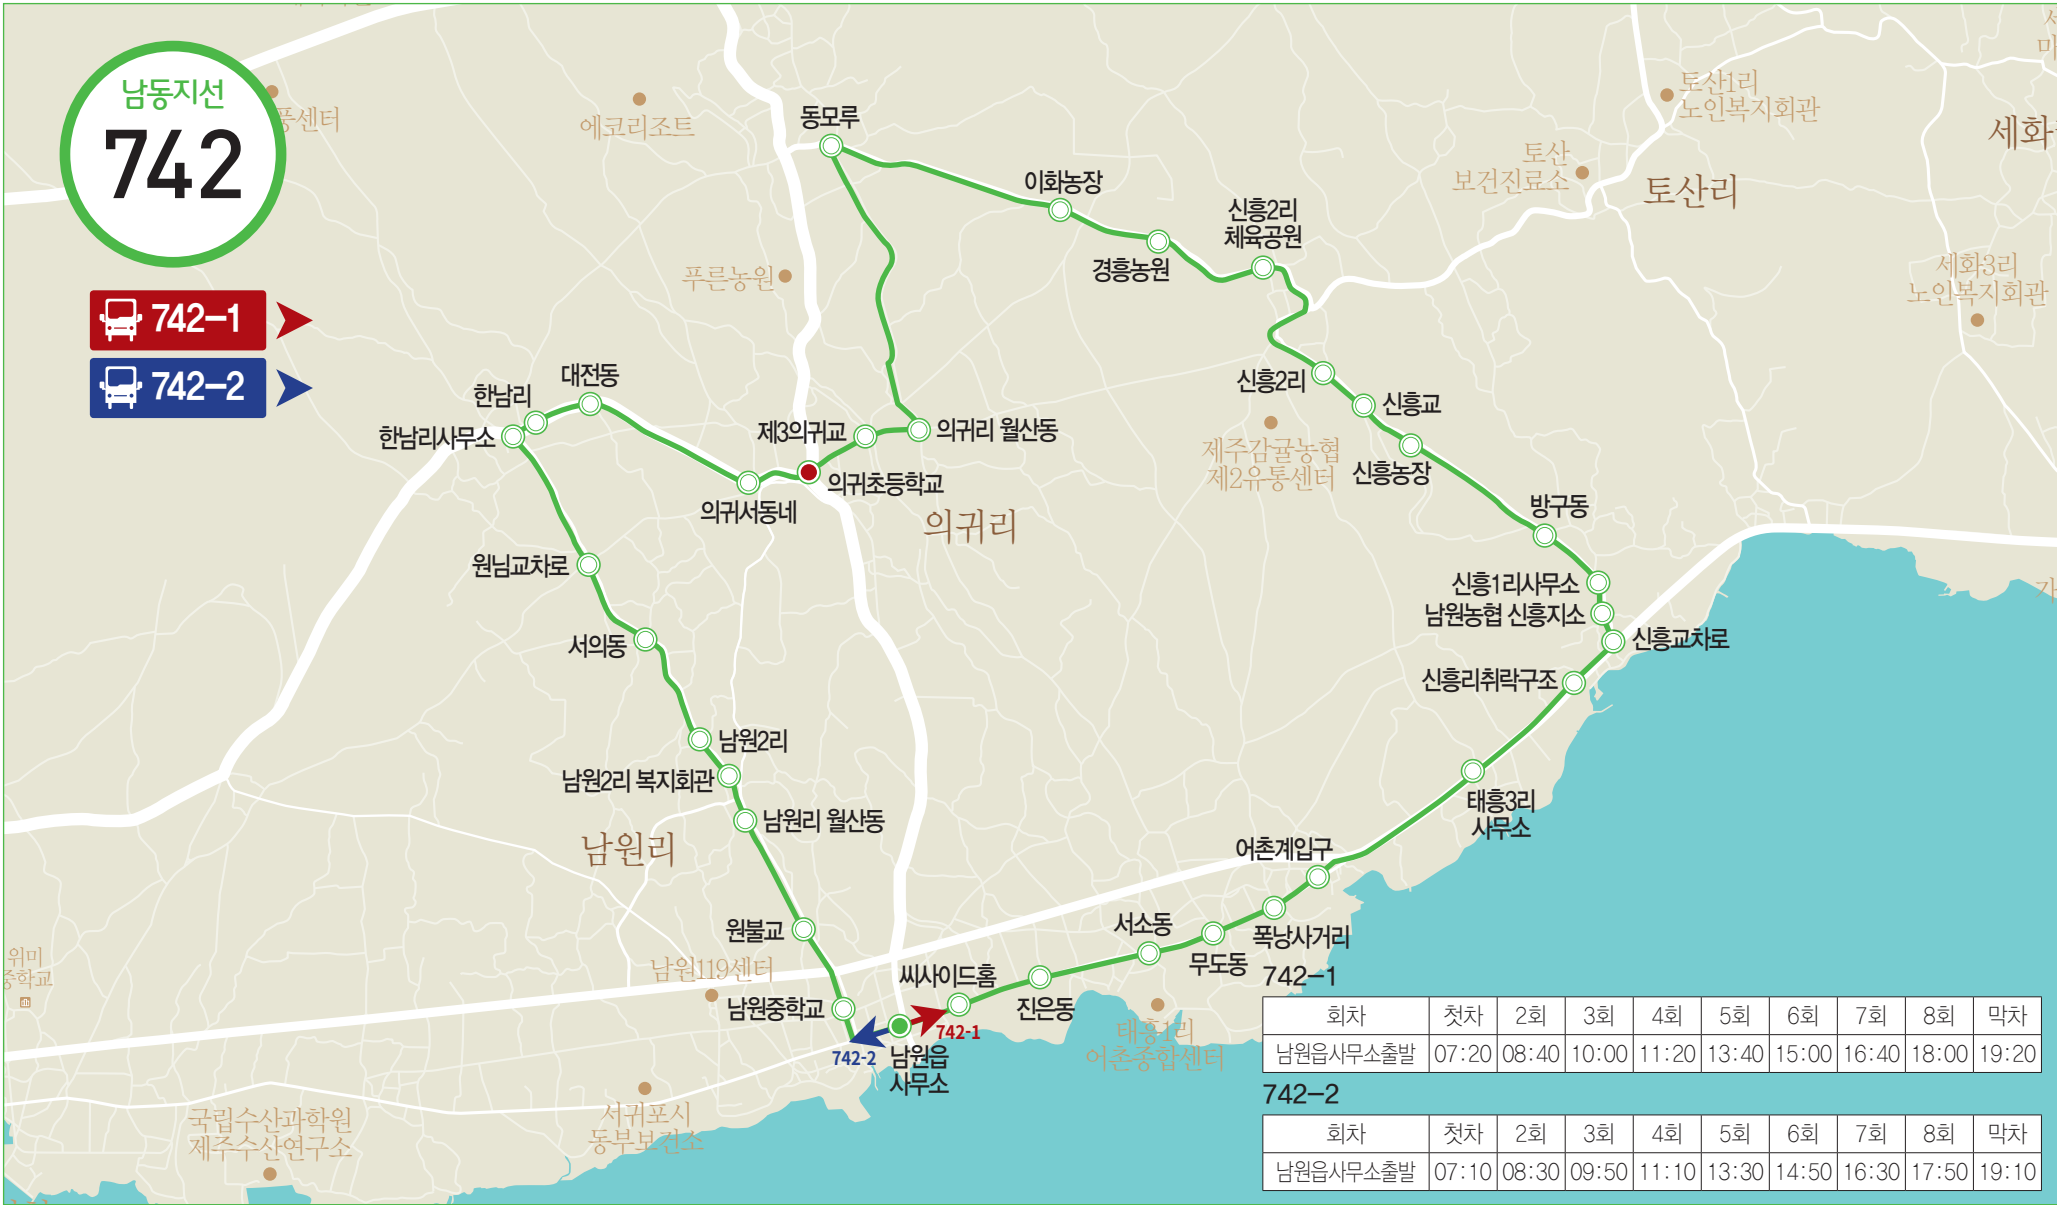 남동지선
742
742-1
742-2
풍센터
에코리조트
동모루
토산1리
노인복지회관
세화
토산
보건진료소
토산리
이화농장
신흥2리
체육공원
경흥농원
세화3리
노인복지회관
푸른농원
대전동
한남리
한남리사무소
제3의귀교
의귀리 월산동
신흥2리
신흥교
제주감귤농협
제2유통센터
신흥농장
의귀초등학교
의귀서동네
의귀리
방구동
원님교차로
신흥1리사무소
남원농협 신흥지소
가
서의동
신흥교차로
신흥리취락구조
남원2리
남원2리 복지회관
남원리 월산동
남원리
태흥3리
사무소
어촌계입구
원불교
서소동
폭낭사거리
무도동
위미
중학교
남원119센터
씨사이드홈
진은동
남원중학교
742-1
742-2
남원읍
사무소
태흥1리
어촌종합센터
서귀포시
동부보건소
국립수산과학원
제주수산연구소
742-1
회차 첫차 2회 3회 4회 5회 6회 7회 8회 막차
남원읍사무소출발 07:20 08:40 10:00 11:20 13:40 15:00 16:40 18:00 19:20
742-2
회차 첫차 2회 3회 4회 5회 6회 7회 8회 막차
남원읍사무소출발 07:10 08:30 09:50 11:10 13:30 14:50 16:30 17:50 19:10